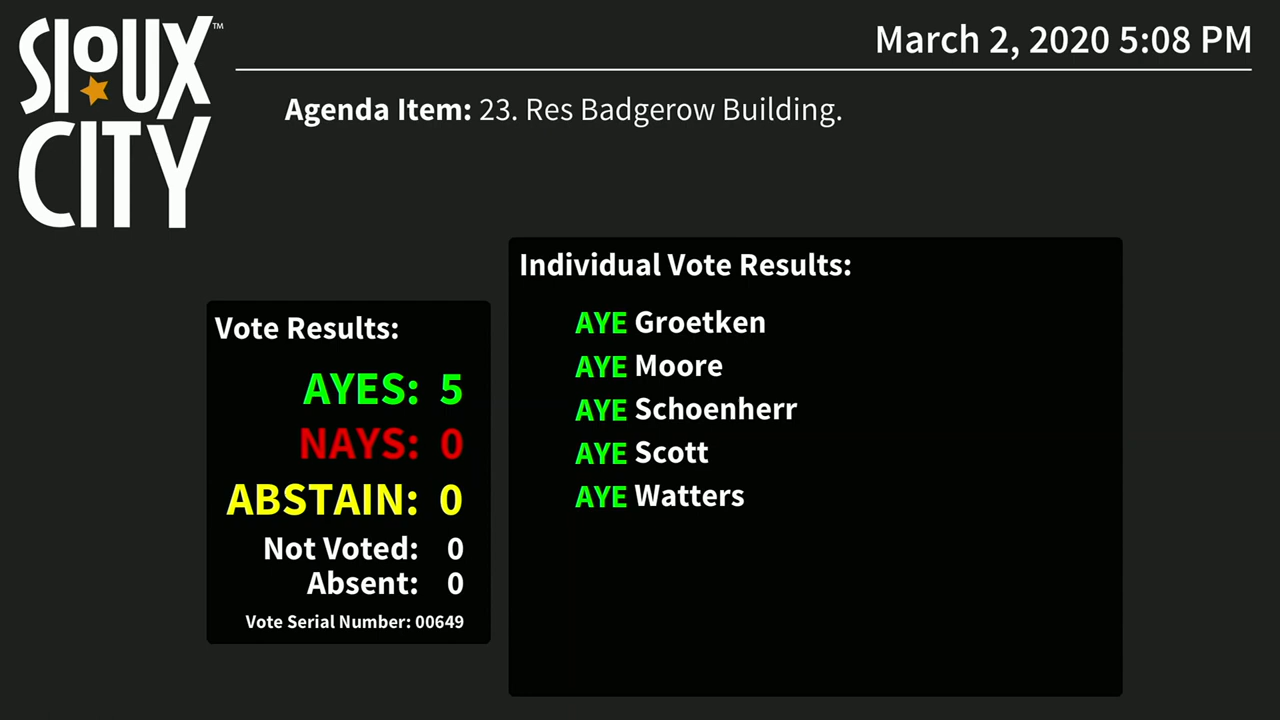 SIOUX
CITY
™
March 2, 2020 5:08 PM
Agenda Item: 23. Res Badgerow Building.
Vote Results:
AYES: 5
NAYS: 0
ABSTAIN: 0
Not Voted: 0
Absent: 0
Vote Serial Number: 00649
Individual Vote Results:
AYE Groetken
AYE Moore
AYE Schoenherr
AYE Scott
AYE Watters